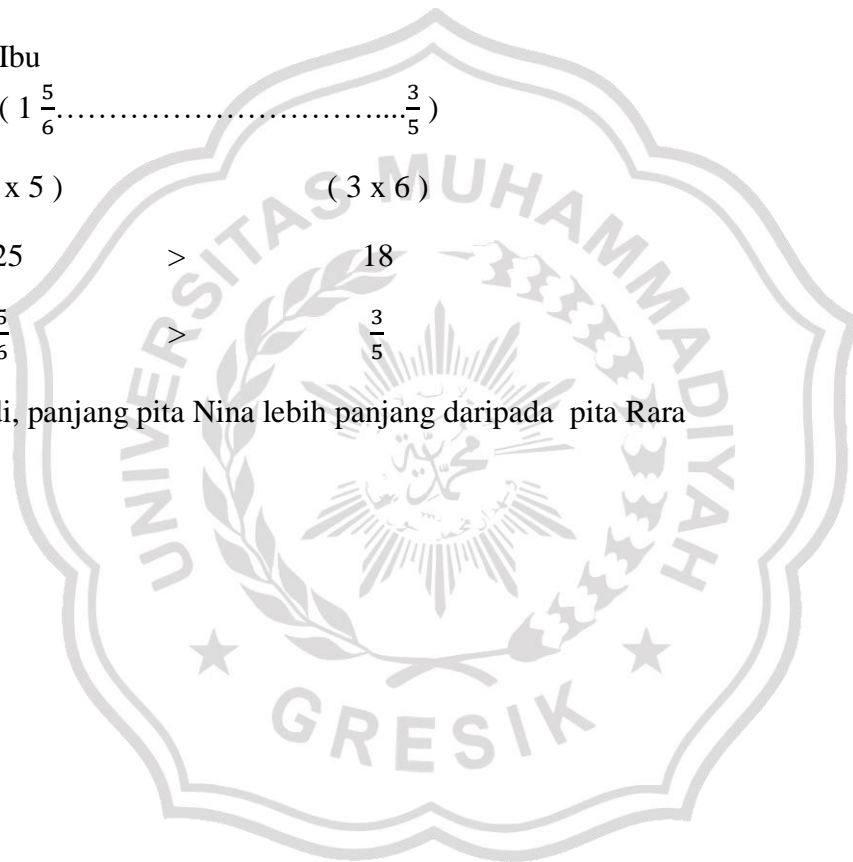 Ibu
( 1 5/6……………………………....3/5 )
x 5 ) ( 3 x 6 )
25 > 18
5/6 > 3/5
di, panjang pita Nina lebih panjang daripada pita Rara
UNIVERSITAS MUHAMMADIYAH
GRESIK